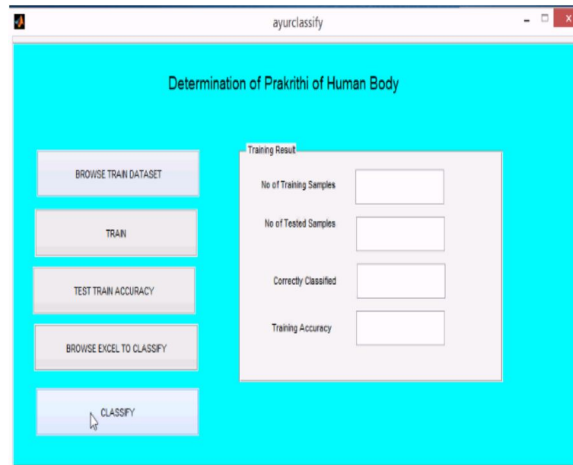 ayurclassify
Determination of Prakrithi of Human Body
BROWSE TRAIN DATASET
TRAIN
TEST TRAIN ACCURACY
BROWSE EXCEL TO CLASSIFY
CLASSIFY
Training Result
No of Training Samples
No of Tested Samples
Correctly Classified
Training Accuracy